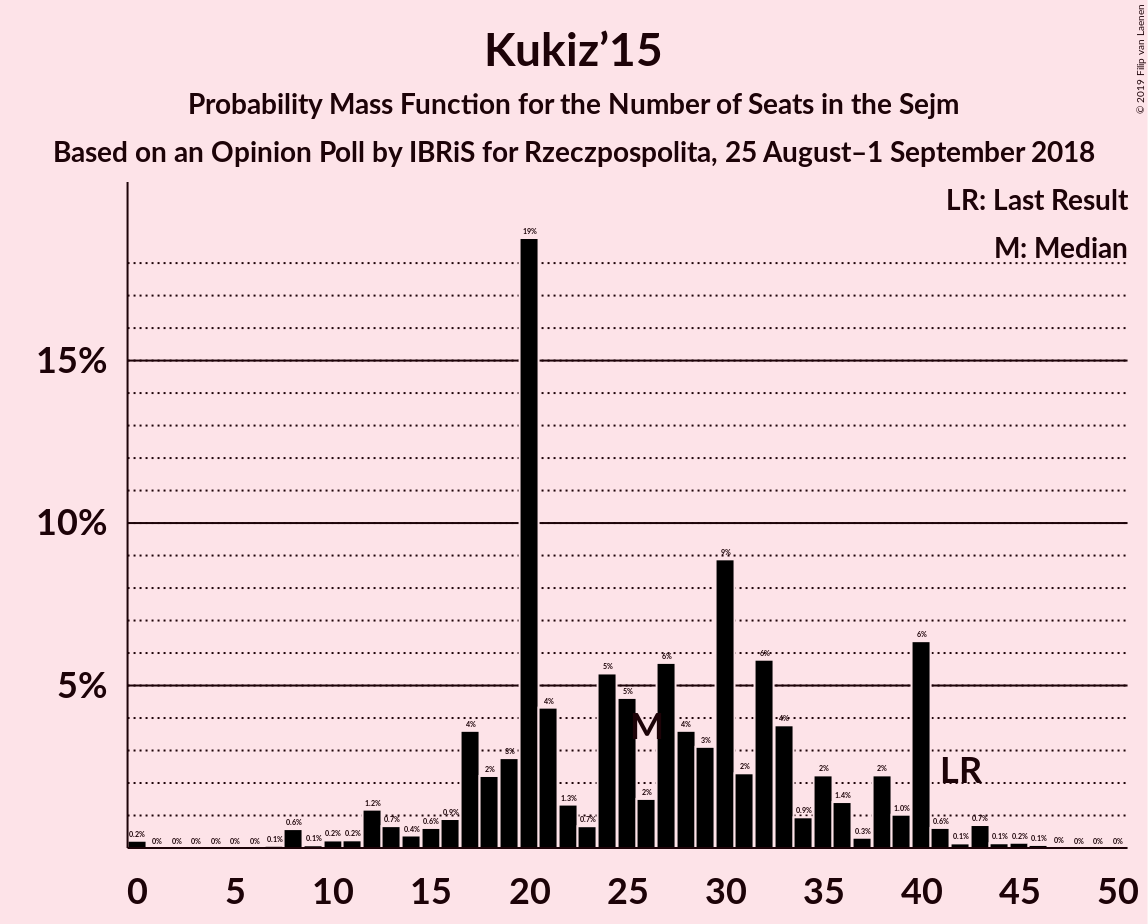 Kukiz’15
Probability Mass Function for the Number of Seats in the Sejm
Based on an Opinion Poll by IBRiS for Rzeczpospolita, 25 August–1 September 2018
© 2019 Filip van Laenen
LR: Last Result
M: Median
15%
10%
5%
0.2% 0% 0% 0% 0% 0% 0% 0.1% 0.6% 0.1% 0.2% 0.2% 1.2% 0.7% 0.4% 0.6% 0.9% 4% 2% 3% 19% 4% 1.3% 0.7% 5% 5% 2% 6% 4% 3% 9% 2% 6% 4% 0.9% 2% 1.4% 0.3% 2% 1.0% 6% 0.6% 0.1% 0.7% 0.1% 0.2% 0.1% 0% 0% 0% 0%
M
LR
0 5 10 15 20 25 30 35 40 45 50